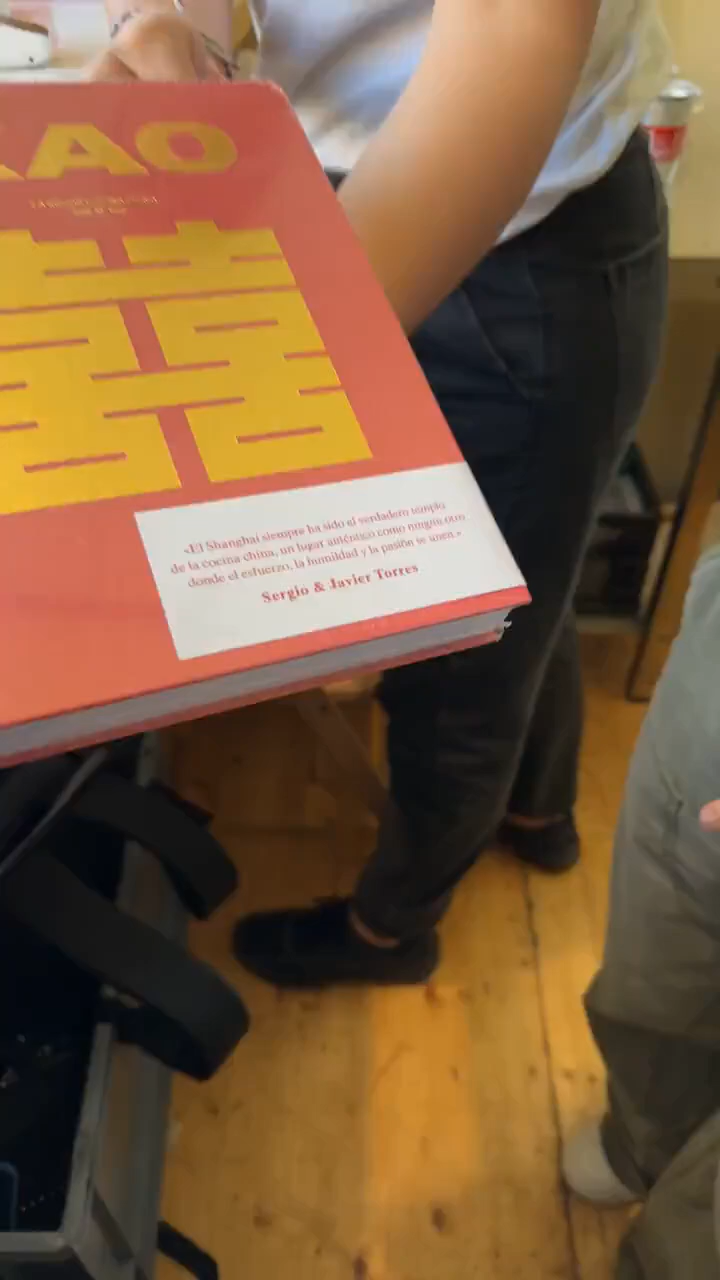 AO
囍
«El Shanghai siempre ha sido el verdadero templo
de la cocina china, un lugar auténtico como ningún otro
donde el esfuerzo, la humildad y la pasión se unen.»
Sergio & Javier Torres